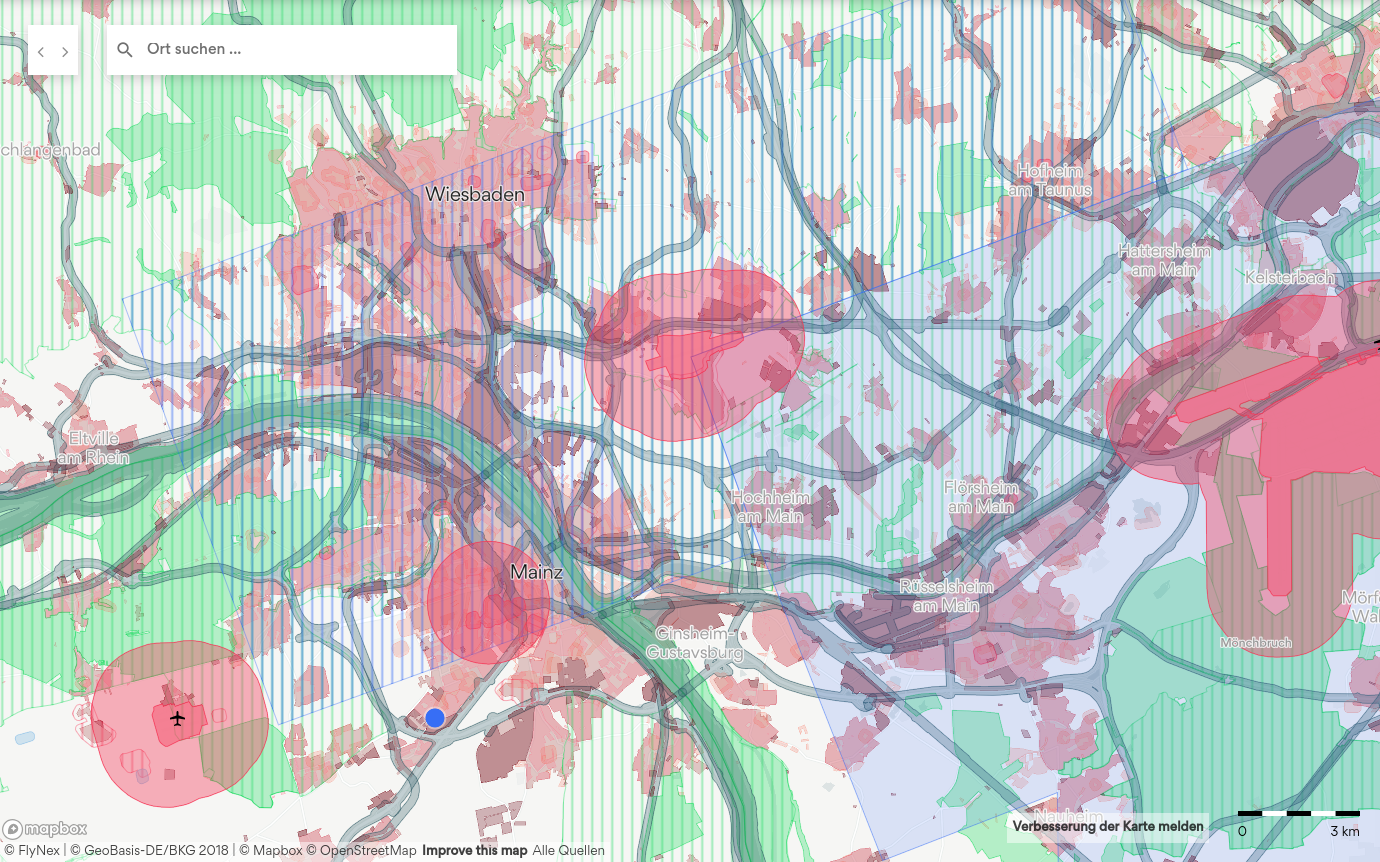 Ort suchen ...
chlangenbad
Wiesbaden
Hofheim
am Taunus
Hattersheim
am Main
Kelsterbach
Eltville
am Rhein
Hochheim
am Main
Flörsheim
am Main
Mainz
Rüsselsheim
am Main
Mörfe
Wal
Ginsheim-
Gustavsburg
Mönchbruch
Nauheim
Verbesserung der Karte melden
0 3 km
mapbox
© FlyNex | © GeoBasis-DE/BKG 2018 | © Mapbox © OpenStreetMap Improve this map Alle Quellen